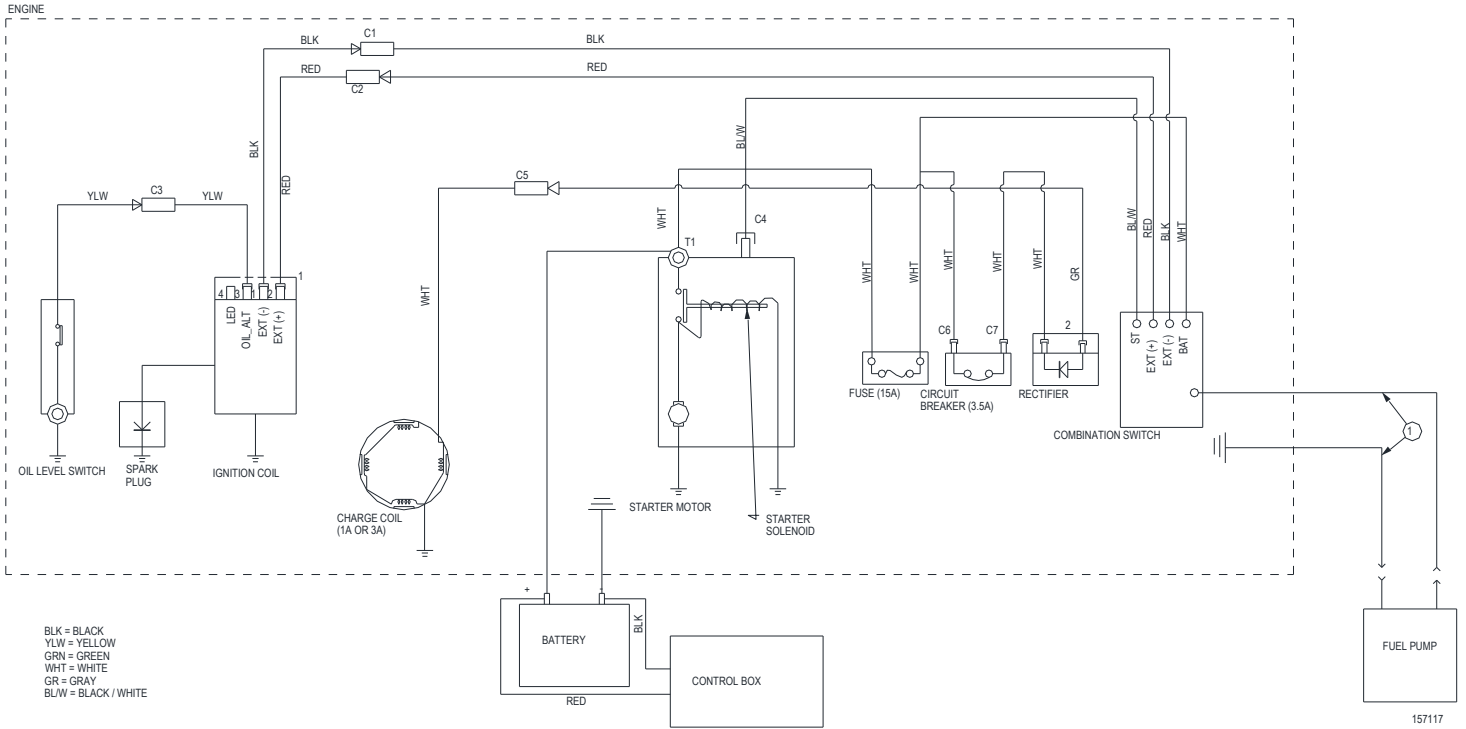 ENGINE
BLK
C1
BLK
RED
C2
RED
BLK
RED
YLW
C3
YLW
C5
WHT
WHT
BL/W
C4
T1
WHT
WHT
WHT
WHT
WHT
GR
BL/W
RED
BLK
WHT
1
4
3
1
2
LED
OIL_ALT
EXT (-)
EXT (+)
C6
C7
2
ST
EXT (+)
EXT (-)
BAT
FUSE (15A)
CIRCUIT
BREAKER (3.5A)
RECTIFIER
COMBINATION SWITCH
1
OIL LEVEL SWITCH
SPARK
PLUG
IGNITION COIL
CHARGE COIL
(1A OR 3A)
STARTER MOTOR
STARTER
SOLENOID
+
-
BATTERY
BLK
RED
CONTROL BOX
FUEL PUMP
BLK = BLACK
YLW = YELLOW
GRN = GREEN
WHT = WHITE
GR = GRAY
BL/W = BLACK / WHITE
157117